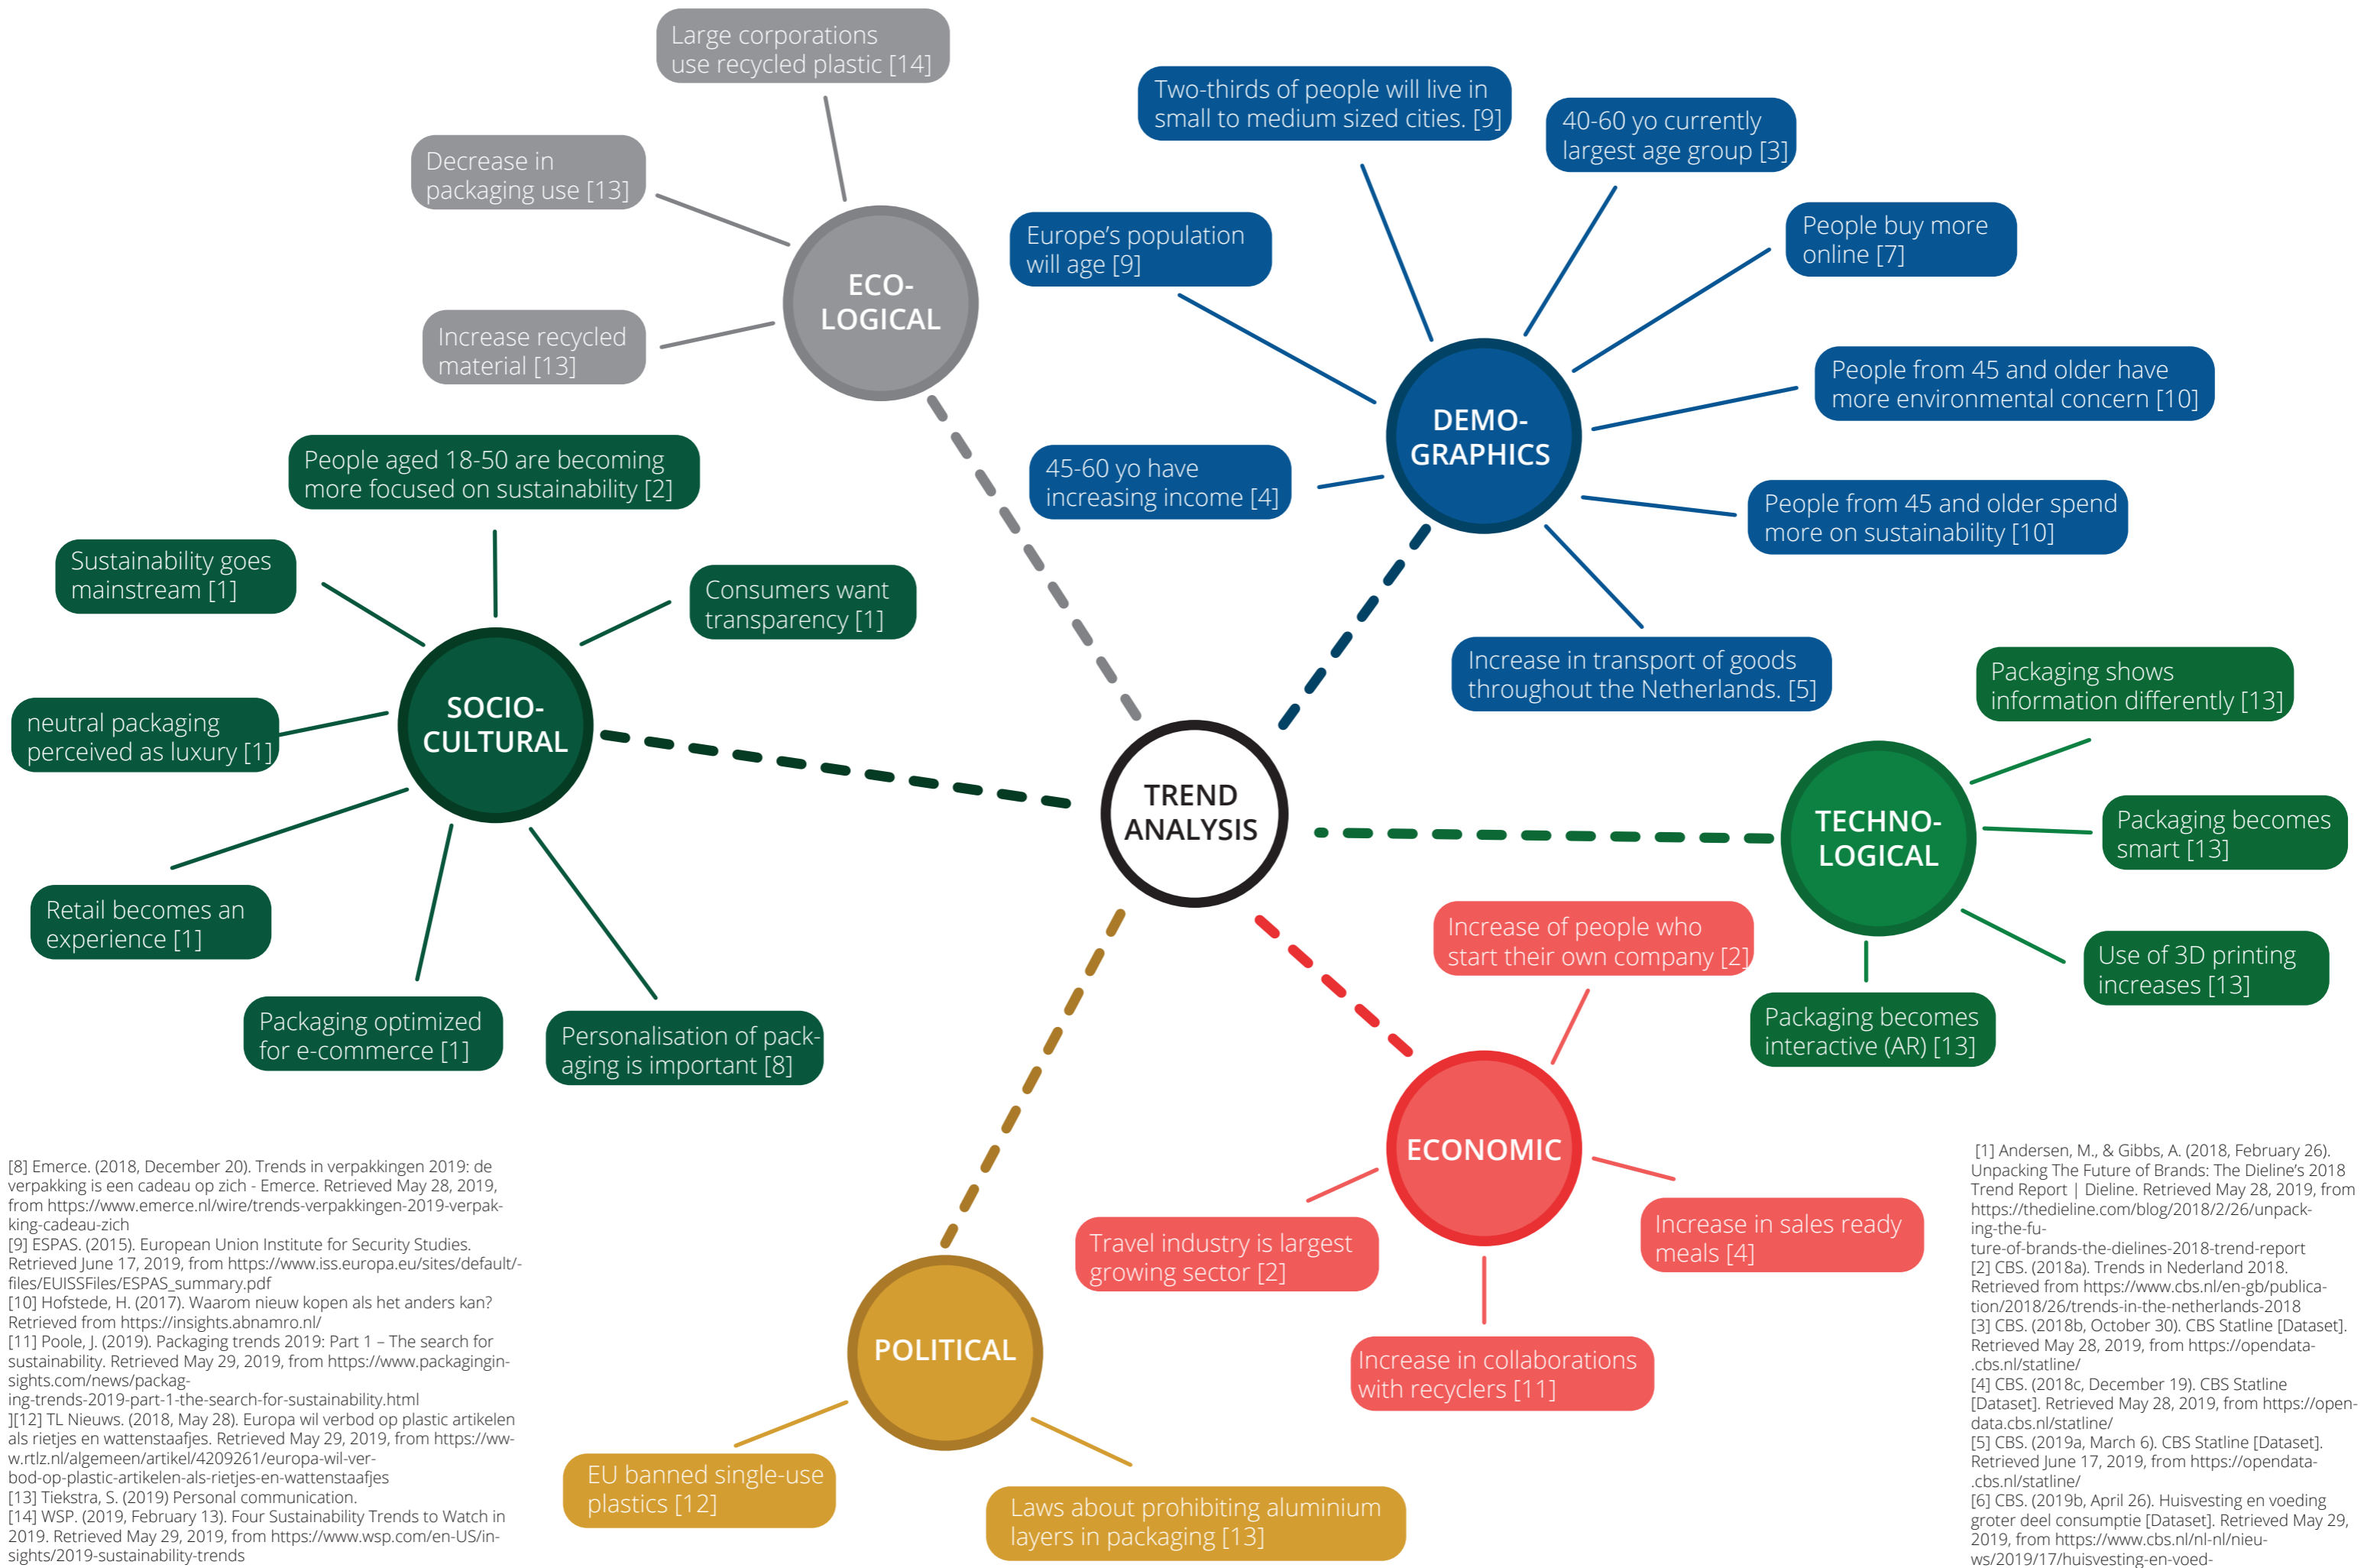 Large corporations
use recycled plastic [14]
Decrease in
packaging use [13]
Increase recycled
material [13]
ECO-
LOGICAL
Two-thirds of people will live in
small to medium sized cities. [9]
40-60 yo currently
largest age group [3]
Europe’s population
will age [9]
People buy more
online [7]
People from 45 and older have
more environmental concern [10]
45-60 yo have
increasing income [4]
People from 45 and older spend
more on sustainability [10]
Increase in transport of goods
throughout the Netherlands. [5]
DEMO-
GRAPHICS
People aged 18-50 are becoming
more focused on sustainability [2]
Sustainability goes
mainstream [1]
Consumers want
transparency [1]
neutral packaging
perceived as luxury [1]
SOCIO-
CULTURAL
Retail becomes an
experience [1]
Packaging optimized
for e-commerce [1]
Personalisation of pack-
aging is important [8]
TREND
ANALYSIS
Packaging shows
information differently [13]
TECHNO-
LOGICAL
Packaging becomes
smart [13]
Use of 3D printing
increases [13]
Packaging becomes
interactive (AR) [13]
Increase of people who
start their own company [2]
ECONOMIC
Travel industry is largest
growing sector [2]
Increase in sales ready
meals [4]
Increase in collaborations
with recyclers [11]
POLITICAL
EU banned single-use
plastics [12]
Laws about prohibiting aluminium
layers in packaging [13]
[8] Emerce. (2018, December 20). Trends in verpakkingen 2019: de
verpakking is een cadeau op zich - Emerce. Retrieved May 28, 2019,
from https://www.emerce.nl/wire/trends-verpakkingen-2019-verpak-
king-cadeau-zich
[9] ESPAS. (2015). European Union Institute for Security Studies.
Retrieved June 17, 2019, from https://www.iss.europa.eu/sites/default/-
files/EUISSFiles/ESPAS_summary.pdf
[10] Hofstede, H. (2017). Waarom nieuw kopen als het anders kan?
Retrieved from https://insights.abnamro.nl/
[11] Poole, J. (2019). Packaging trends 2019: Part 1 – The search for
sustainability. Retrieved May 29, 2019, from https://www.packagingin-
sights.com/news/packag-
ing-trends-2019-part-1-the-search-for-sustainability.html
][12] TL Nieuws. (2018, May 28). Europa wil verbod op plastic artikelen
als rietjes en wattenstaafjes. Retrieved May 29, 2019, from https://ww-
w.rtlz.nl/algemeen/artikel/4209261/europa-wil-ver-
bod-op-plastic-artikelen-als-rietjes-en-wattenstaafjes
[13] Tiekstra, S. (2019) Personal communication.
[14] WSP. (2019, February 13). Four Sustainability Trends to Watch in
2019. Retrieved May 29, 2019, from https://www.wsp.com/en-US/in-
sights/2019-sustainability-trends
[1] Andersen, M., & Gibbs, A. (2018, February 26).
Unpacking The Future of Brands: The Dieline’s 2018
Trend Report | Dieline. Retrieved May 28, 2019, from
https://thedieline.com/blog/2018/2/26/unpack-
ing-the-fu-
ture-of-brands-the-dielines-2018-trend-report
[2] CBS. (2018a). Trends in Nederland 2018.
Retrieved from https://www.cbs.nl/en-gb/publica-
tion/2018/26/trends-in-the-netherlands-2018
[3] CBS. (2018b, October 30). CBS Statline [Dataset].
Retrieved May 28, 2019, from https://opendata-
.cbs.nl/statline/
[4] CBS. (2018c, December 19). CBS Statline
[Dataset]. Retrieved May 28, 2019, from https://open-
data.cbs.nl/statline/
[5] CBS. (2019a, March 6). CBS Statline [Dataset].
Retrieved June 17, 2019, from https://opendata-
.cbs.nl/statline/
[6] CBS. (2019b, April 26). Huisvesting en voeding
groter deel consumptie [Dataset]. Retrieved May 29,
2019, from https://www.cbs.nl/nl-nl/nieu-
ws/2019/17/huisvesting-en-voed-